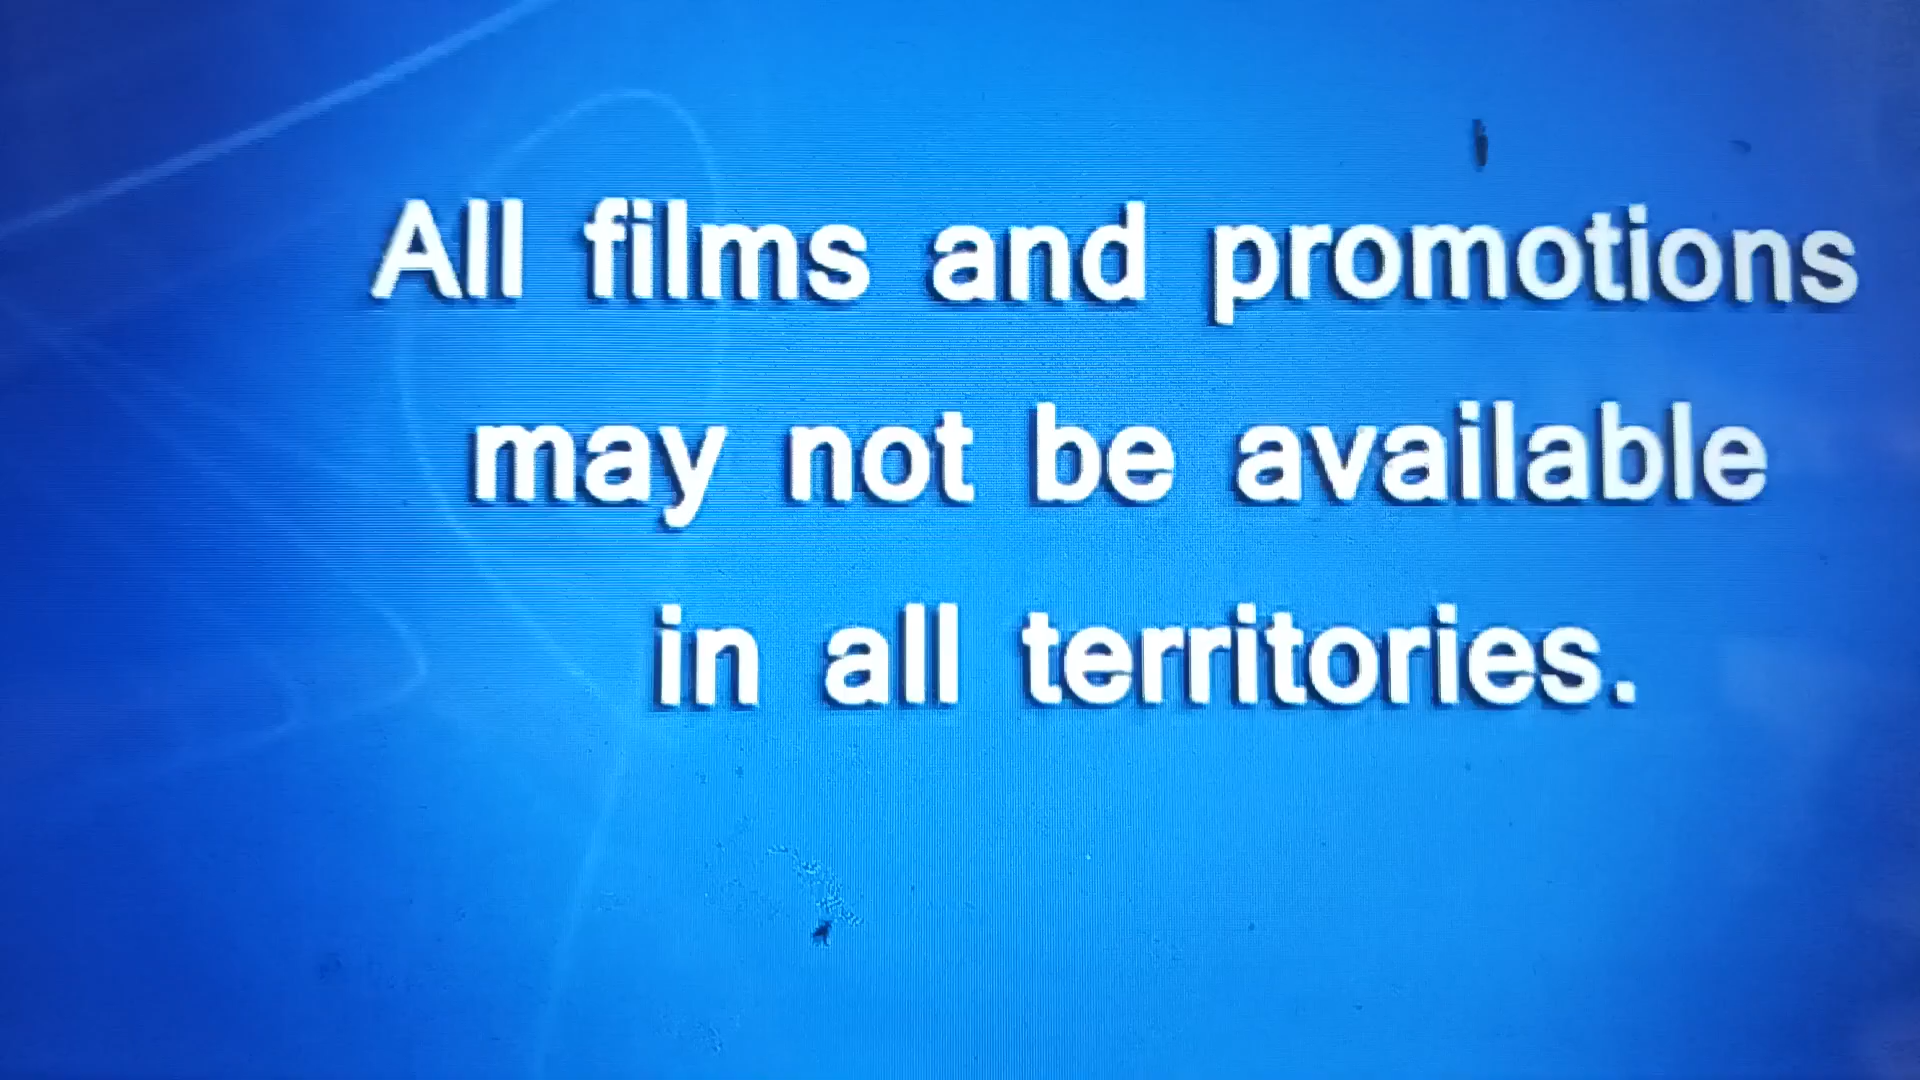 All films and promotions
may not be available
in all territories.